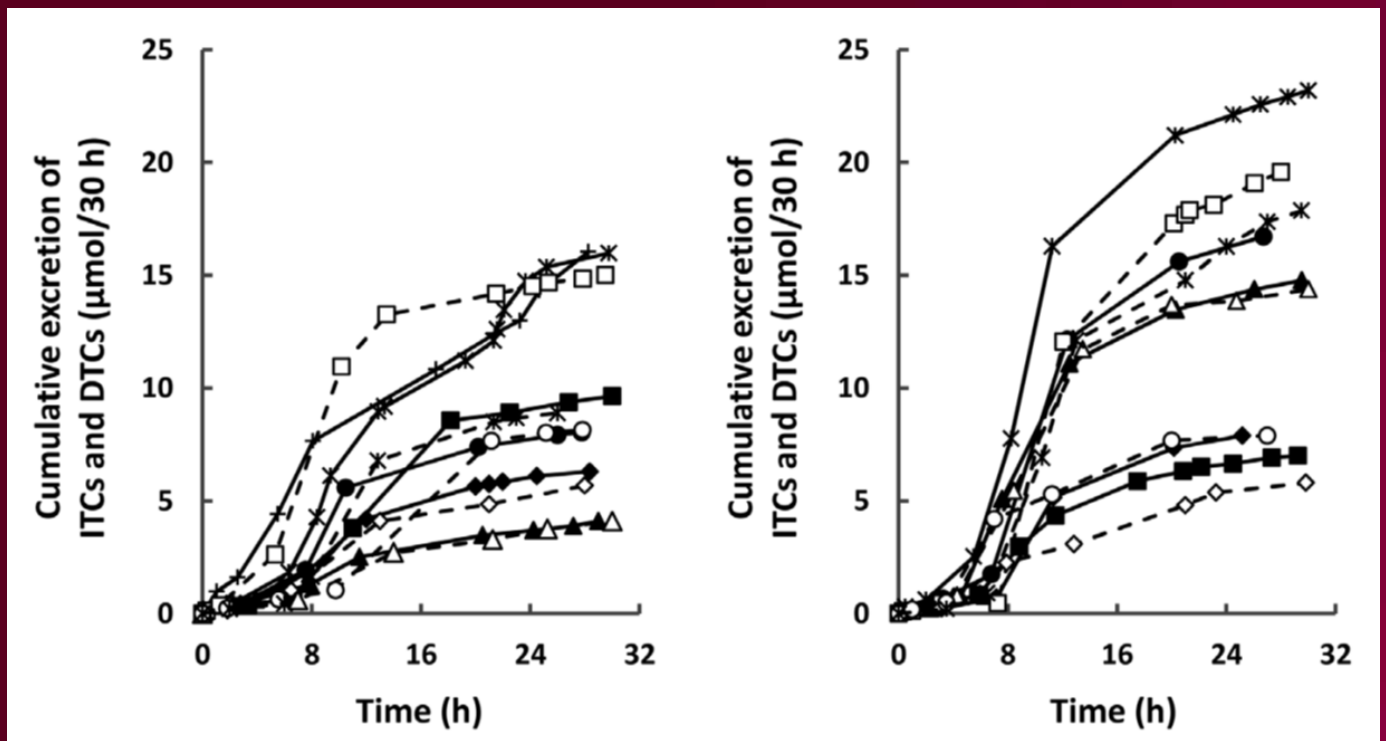 Cumulative excretion of
ITCs and DTCs (μmol/30 h)
25
20
15
10
5
0
0 8 16 24 32
Time (h)
Cumulative excretion of
ITCs and DTCs (μmol/30 h)
25
20
15
10
5
0
0 8 16 24 32
Time (h)